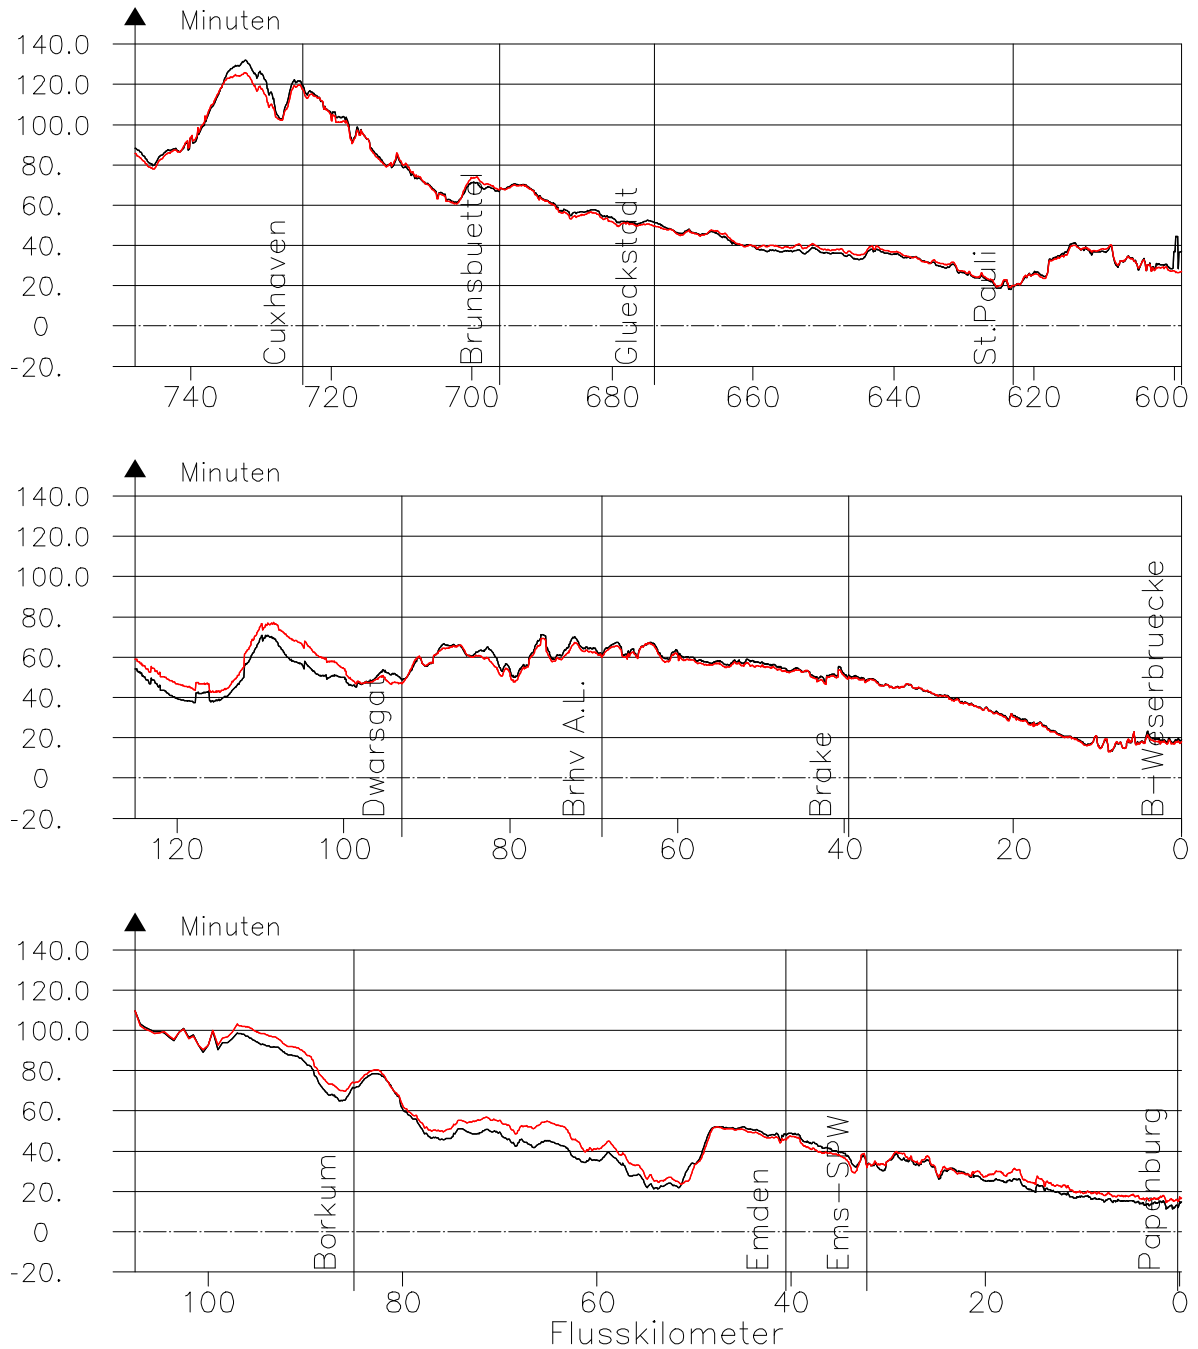 Minuten
140.0
120.0
100.0
80.
60.
40.
20.
0
-20.
Cuxhaven
Brunsbuettel
Glueckstadt
St.Pauli
740 720 700 680 660 640 620 600
Minuten
140.0
120.0
100.0
80.
60.
40.
20.
0
-20.
Dwarsgat
Brhv A.L.
Brake
B-Weserbruecke
120 100 80 60 40 20 0
Minuten
140.0
120.0
100.0
80.
60.
40.
20.
0
-20.
Borkum
Emden
Ems-SPW
Papenburg
100 80 60 40 20 0
Flusskilometer